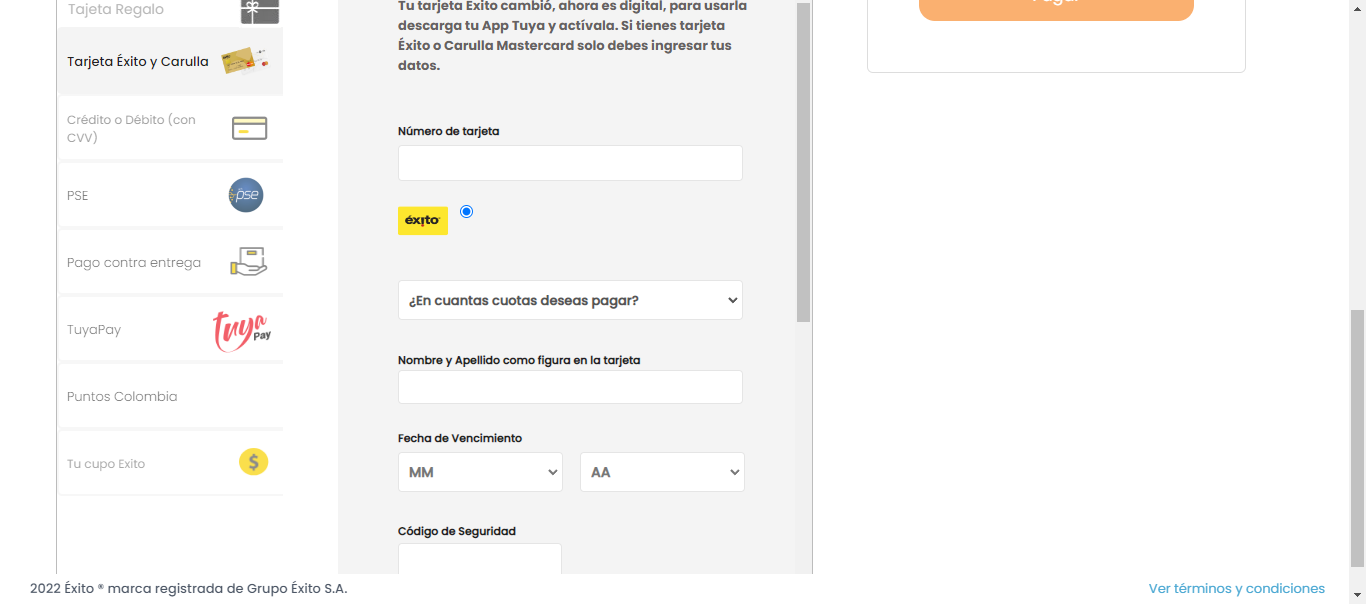 Tajeta Regalo
Tarjeta Éxito y Carulla
Crédito o Débito (con
CVV)
PSE
pse
Pago contra entrega
TuyaPay
tuya
Pay
Puntos Colombia
Tu cupo Exito
$
Tu tarjeta Éxito cambió, ahora es digital, para usarla
descarga tu App Tuya y actívala. Si tienes tarjeta
Éxito o Carulla Mastercard solo debes ingresar tus
datos.
Número de tarjeta
éxito
¿En cuantas cuotas deseas pagar?
Nombre y Apellido como figura en la tarjeta
Fecha de Vencimiento
MM AA
Código de Seguridad
Pagar
2022 Éxito ® marca registrada de Grupo Éxito S.A.
Ver términos y condiciones